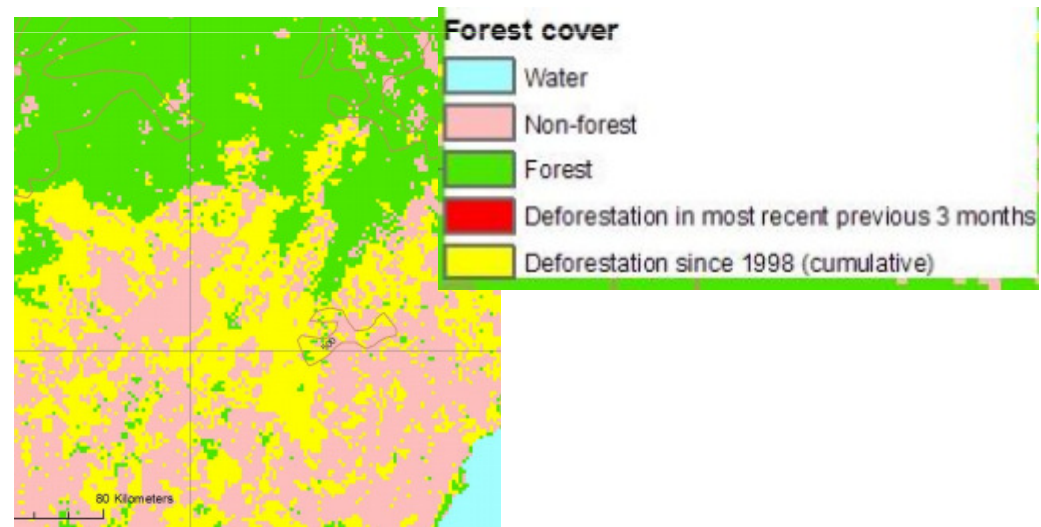 Forest cover
Water
Non-forest
Forest
Deforestation in most recent previous 3 months
Deforestation since 1998 (cumulative)
80 Kilometers